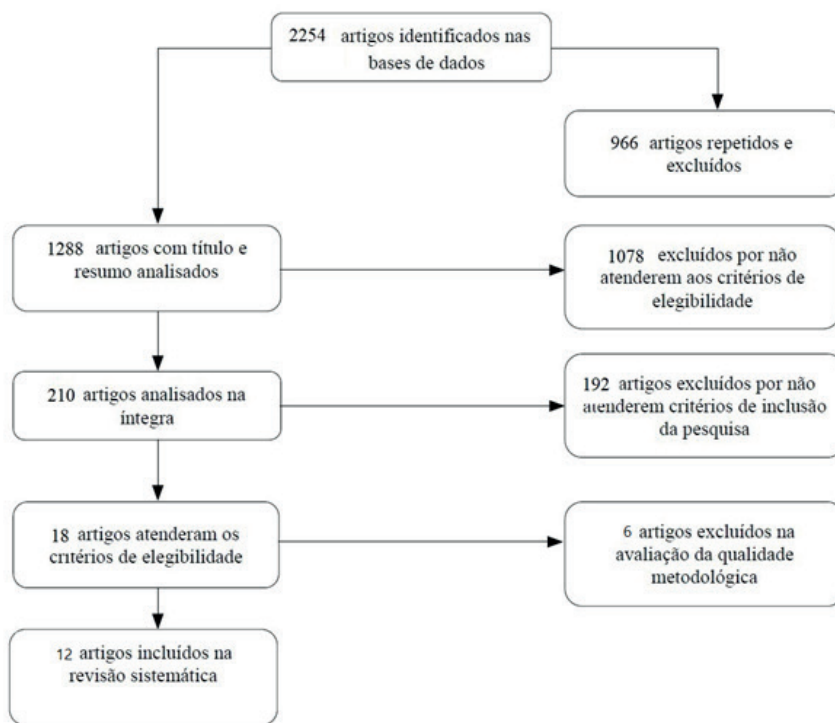 2254 artigos identificados nas
bases de dados
966 artigos repetidos e
excluídos
1288 artigos com título e
resumo analisados
1078 excluídos por não
atenderem aos critérios de
elegibilidade
210 artigos analisados na
íntegra
192 artigos excluídos por não
atenderem critérios de inclusão
da pesquisa
18 artigos atenderam os
critérios de elegibilidade
6 artigos excluídos na
avaliação da qualidade
metodológica
12 artigos incluídos na
revisão sistemática